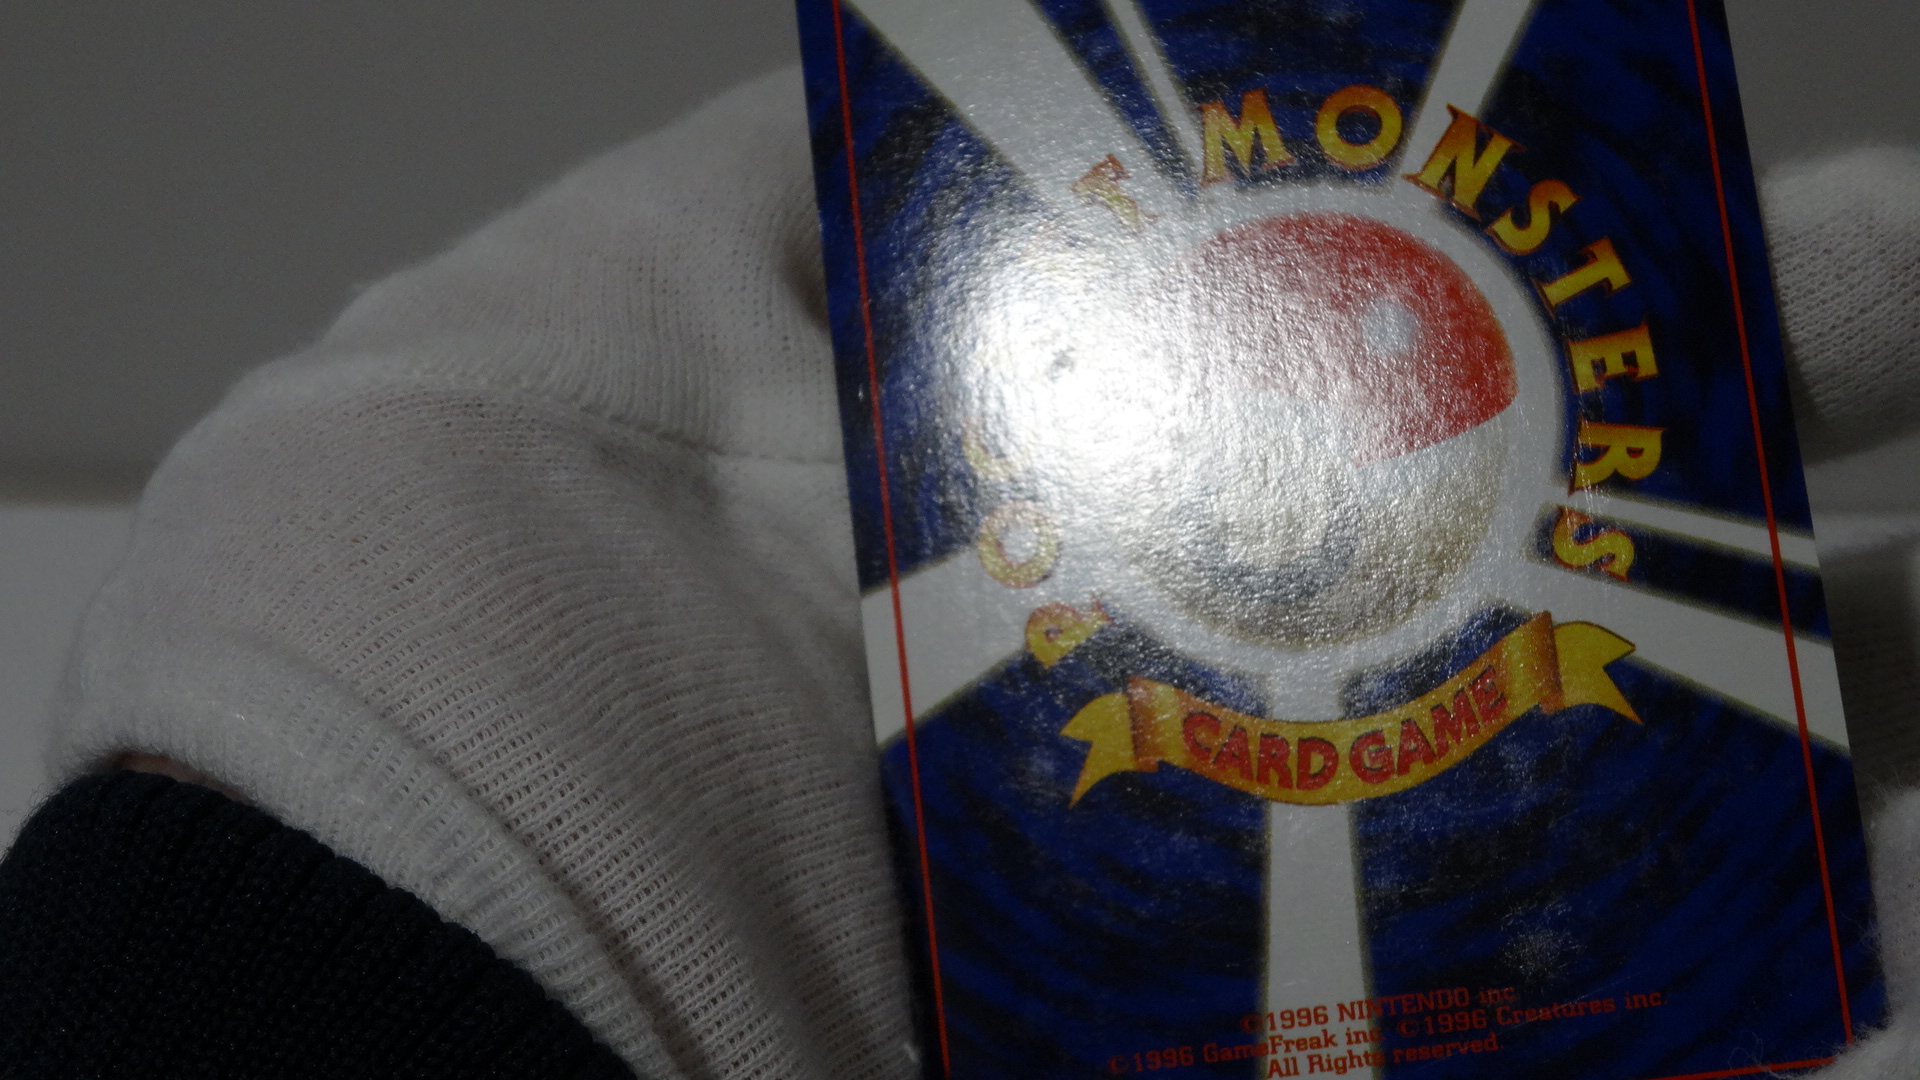 MONSTERS
CARD GAME
©1996 NINTENDO inc
©1996 GameFreak inc ©1996 Creatures inc.
All Rights reserved.